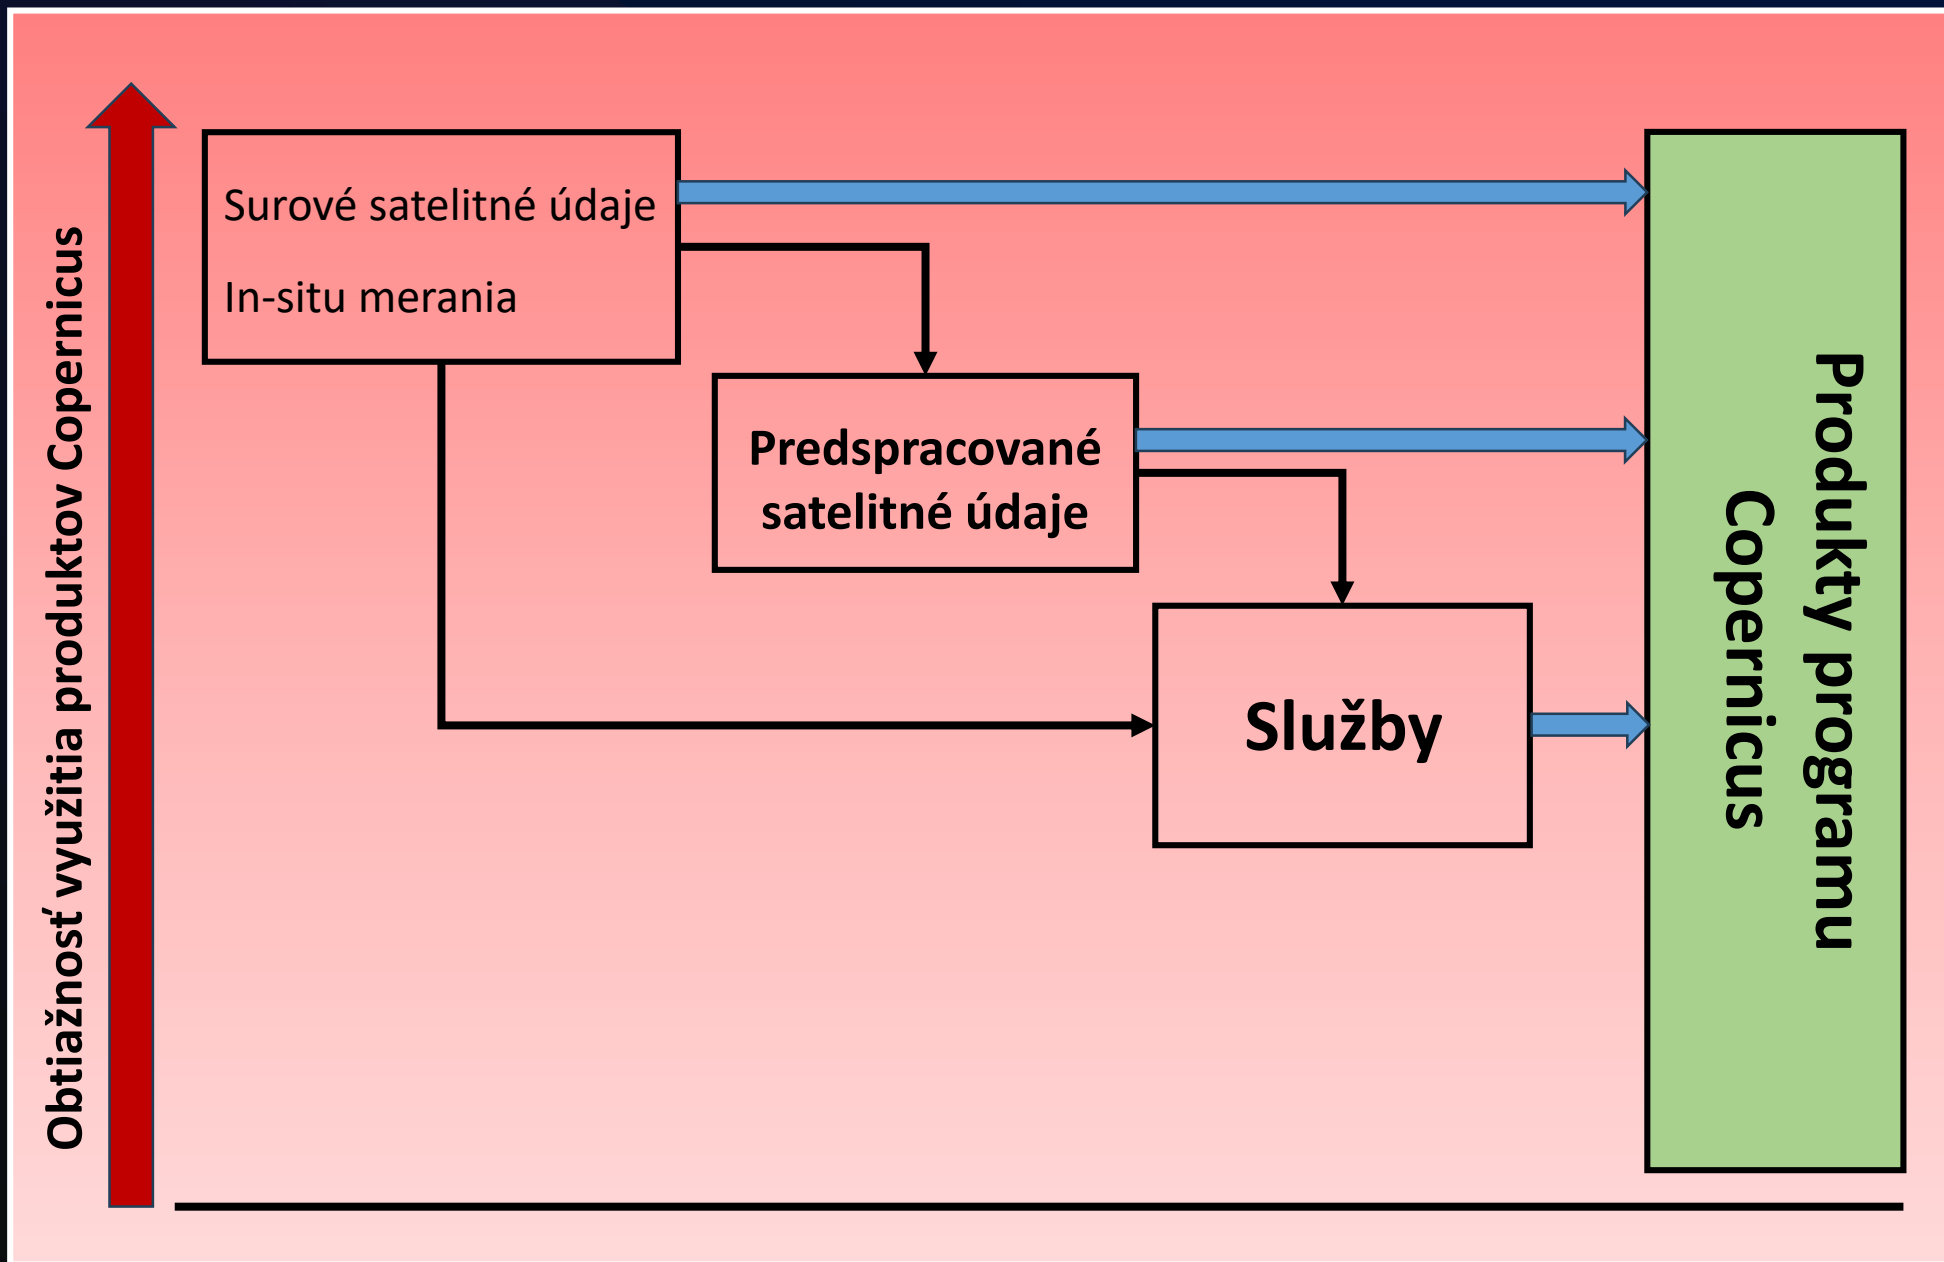 Obtiažnosť využitia produktov Copernicus
Surové satelitné údaje
In-situ merania
Predspracované
satelitné údaje
Služby
Produkty programu
Copernicus